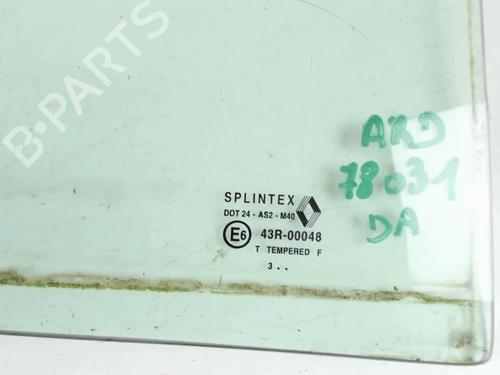 B-PARTS
ARD
78031
DA
SPLINTEX
DOT 24 - AS2 - M40
E6 43R-00048
T TEMPERED F
3 . .